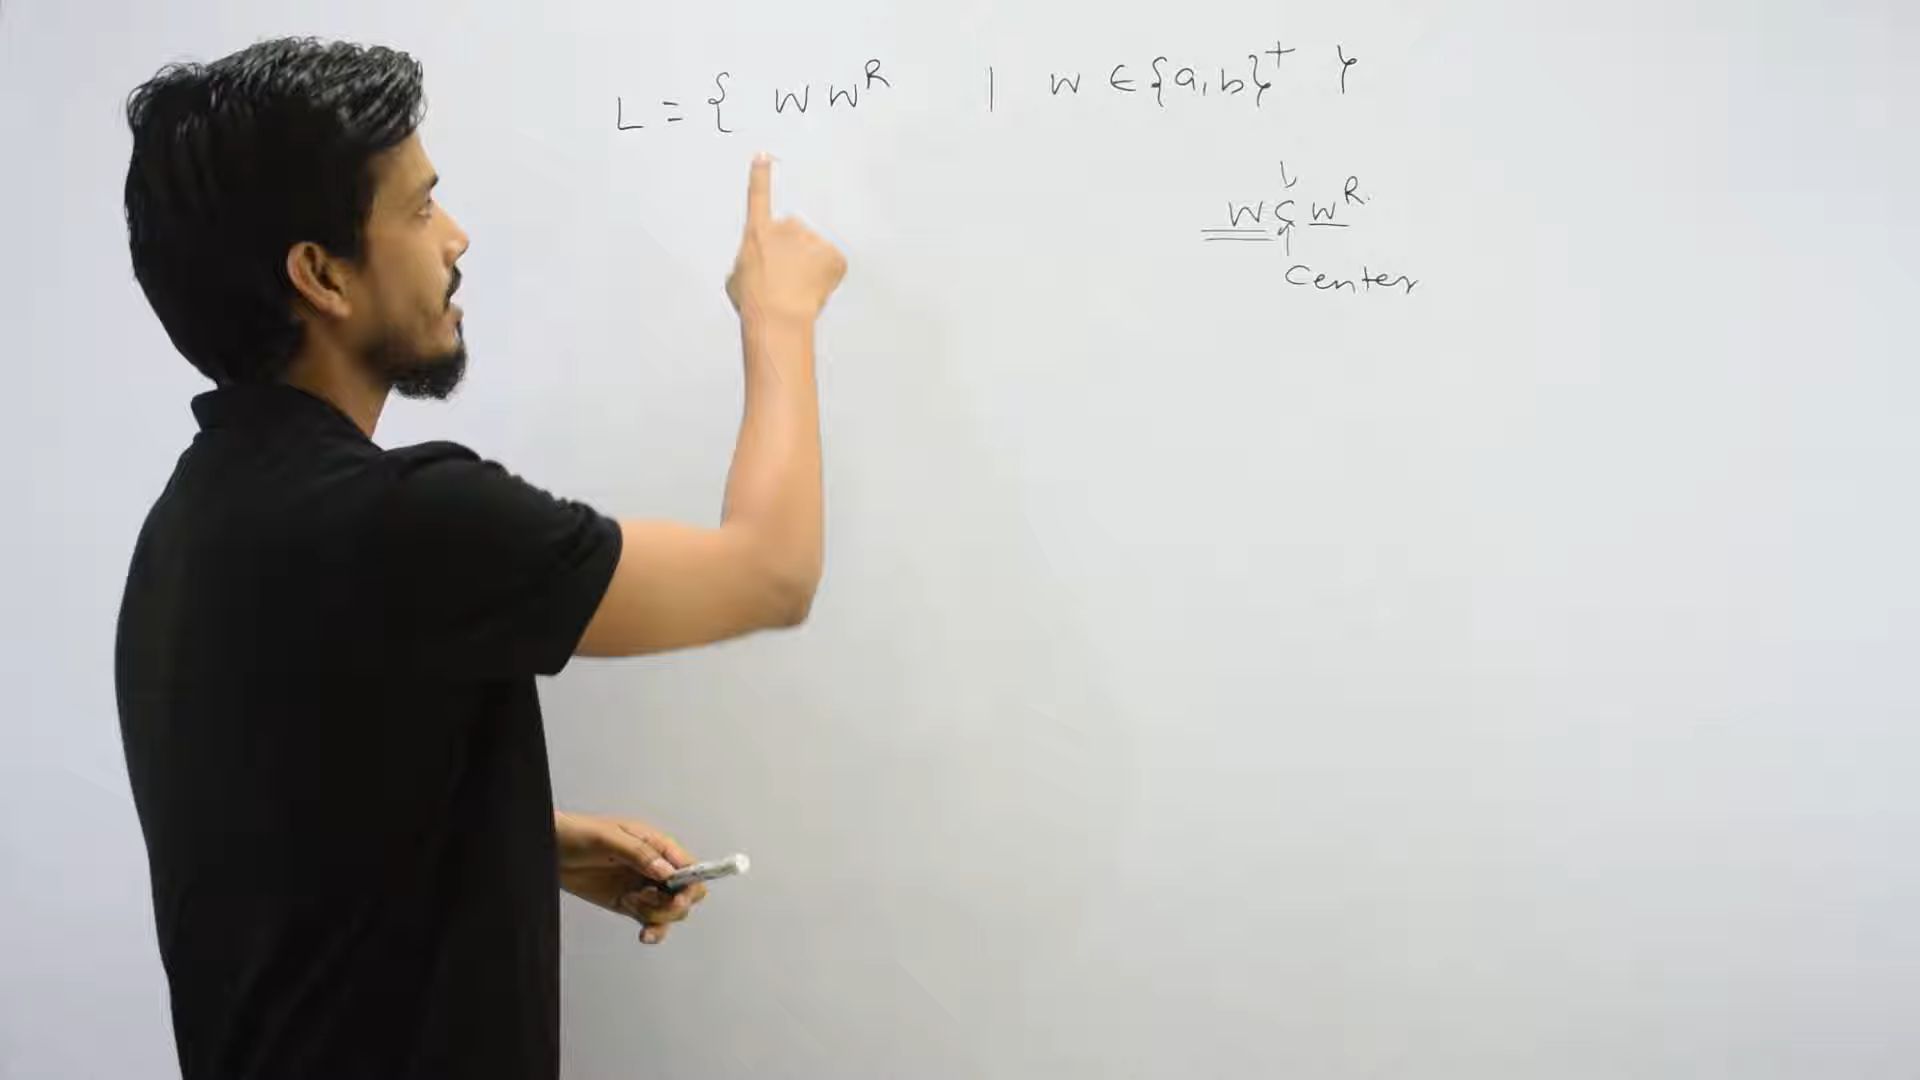 L = { w w^R | w ∈ {a, b}^+ }
w c w^R
center